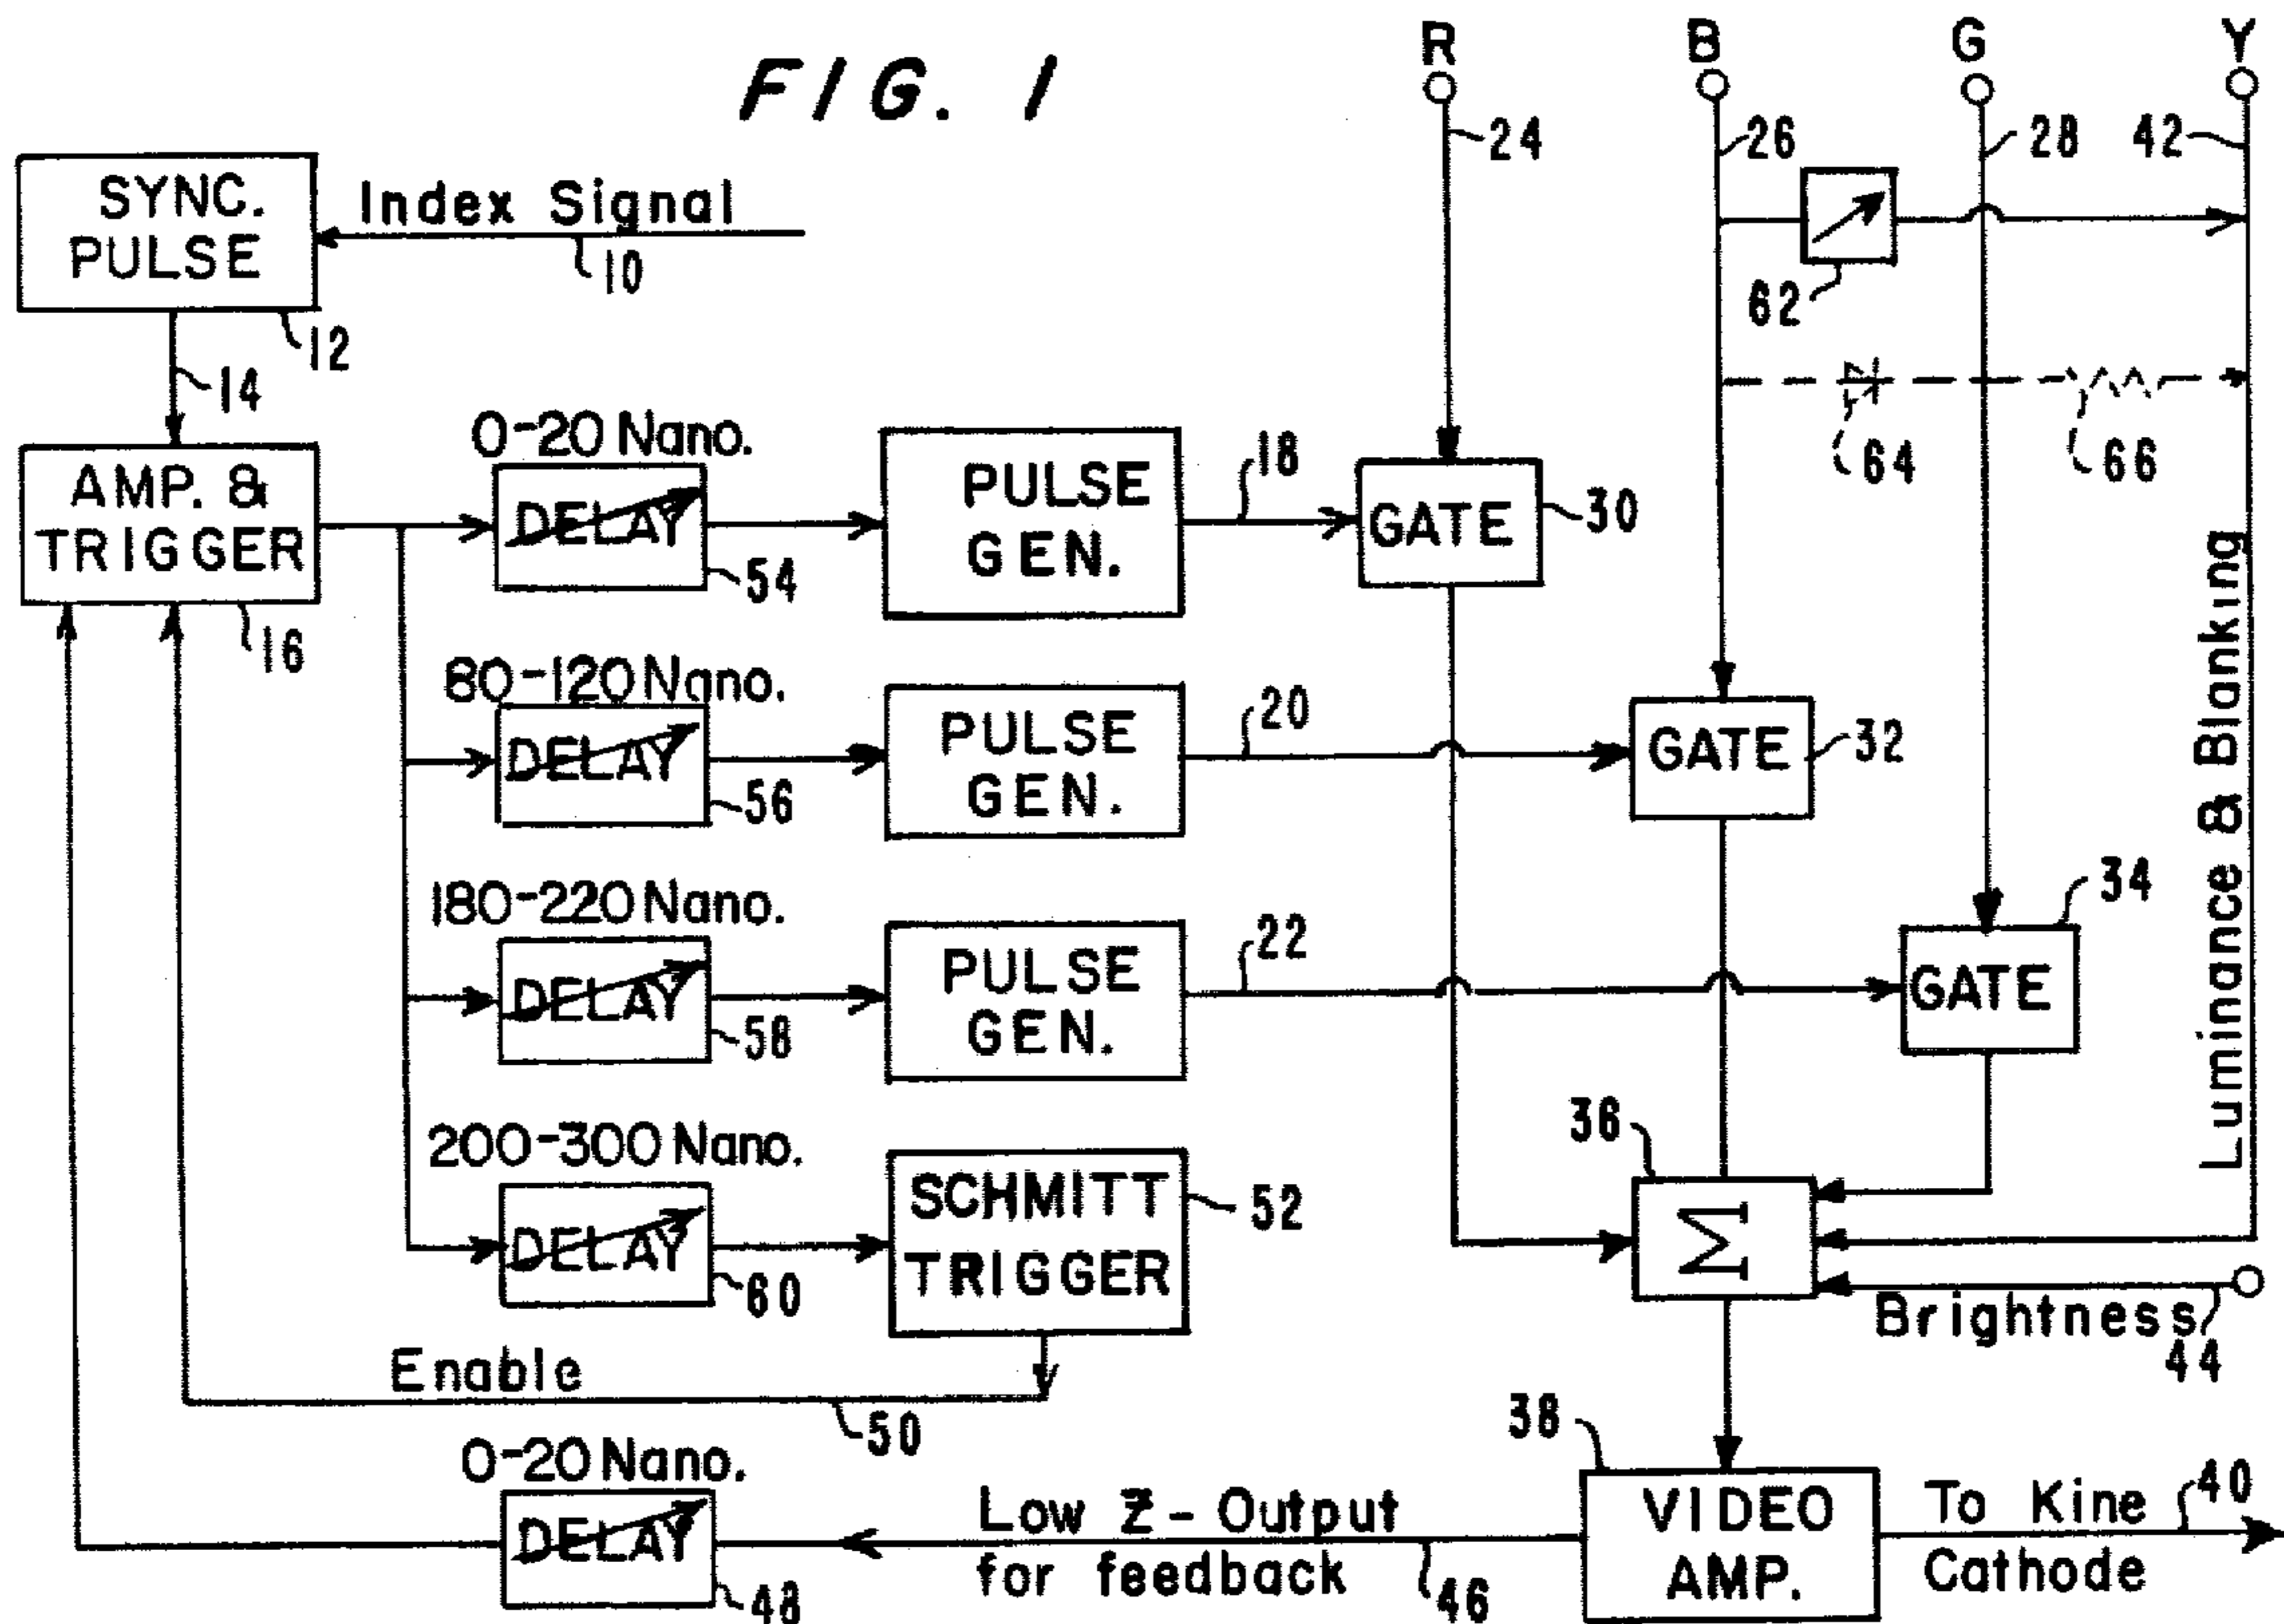 FIG. 1
R B G Y
24 26 28 42
SYNC.
PULSE
Index Signal
10
12
14
62
64 66
AMP. &
TRIGGER
16
0-20 Nano.
DELAY
54
PULSE
GEN.
18
GATE
30
80-120 Nano.
DELAY
56
PULSE
GEN.
20
GATE
32
180-220 Nano.
DELAY
58
PULSE
GEN.
22
GATE
34
Luminance & Blanking
200-300 Nano.
DELAY
60
SCHMITT
TRIGGER
52
36
Σ
Brightness
44
Enable
50
0-20 Nano.
DELAY
48
Low Z - Output
for feedback
46
38
VIDEO
AMP.
To Kine
Cathode
40